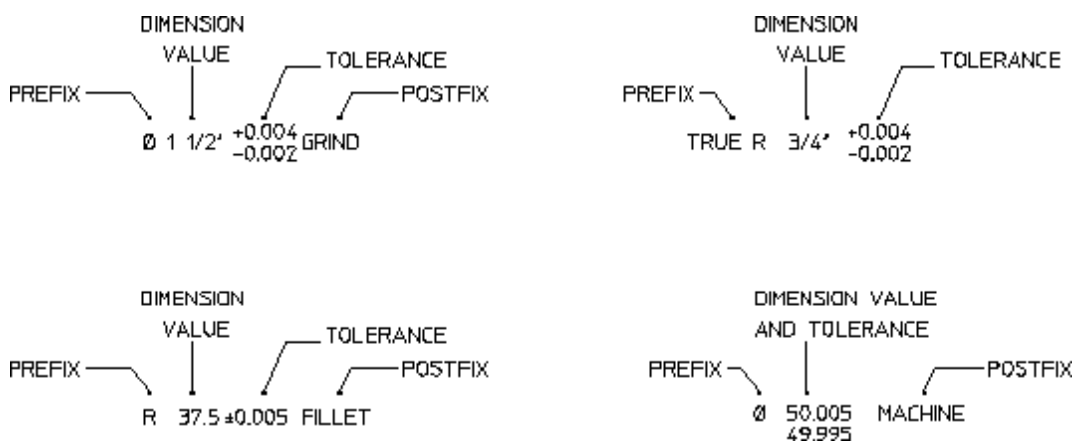 DIMENSION
VALUE
TOLERANCE
PREFIX
POSTFIX
Ø 1 1/2" +0.004 GRIND
-0.002
DIMENSION
VALUE
TOLERANCE
PREFIX
TRUE R 3/4" +0.004
-0.002
DIMENSION
VALUE
TOLERANCE
PREFIX
POSTFIX
R 37.5 ±0.005 FILLET
DIMENSION VALUE
AND TOLERANCE
PREFIX
POSTFIX
Ø 50.005 MACHINE
49.995